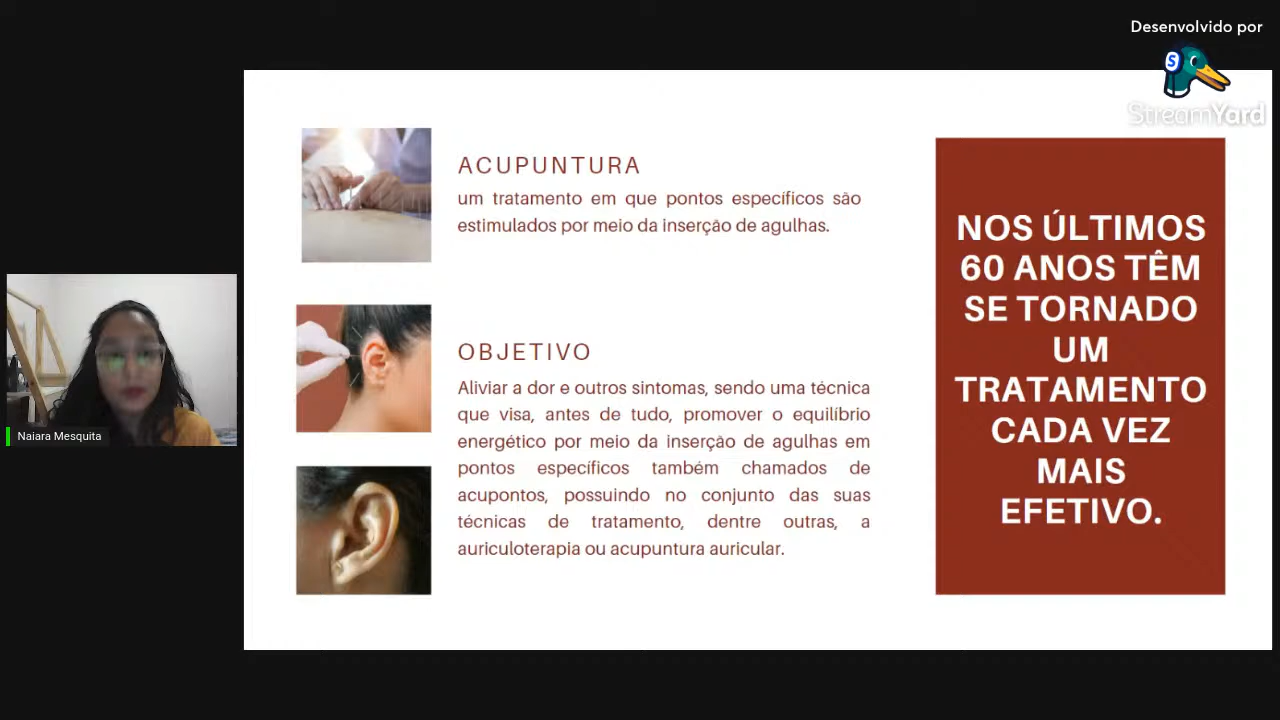 Desenvolvido por
S
StreamYard
ACUPUNTURA
um tratamento em que pontos específicos são
estimulados por meio da inserção de agulhas.
OBJETIVO
Aliviar a dor e outros sintomas, sendo uma técnica
que visa, antes de tudo, promover o equilíbrio
energético por meio da inserção de agulhas em
pontos específicos também chamados de
acupontos, possuindo no conjunto das suas
técnicas de tratamento, dentre outras, a
auriculoterapia ou acupuntura auricular.
NOS ÚLTIMOS
60 ANOS TÊM
SE TORNADO
UM
TRATAMENTO
CADA VEZ
MAIS
EFETIVO.
Naiara Mesquita